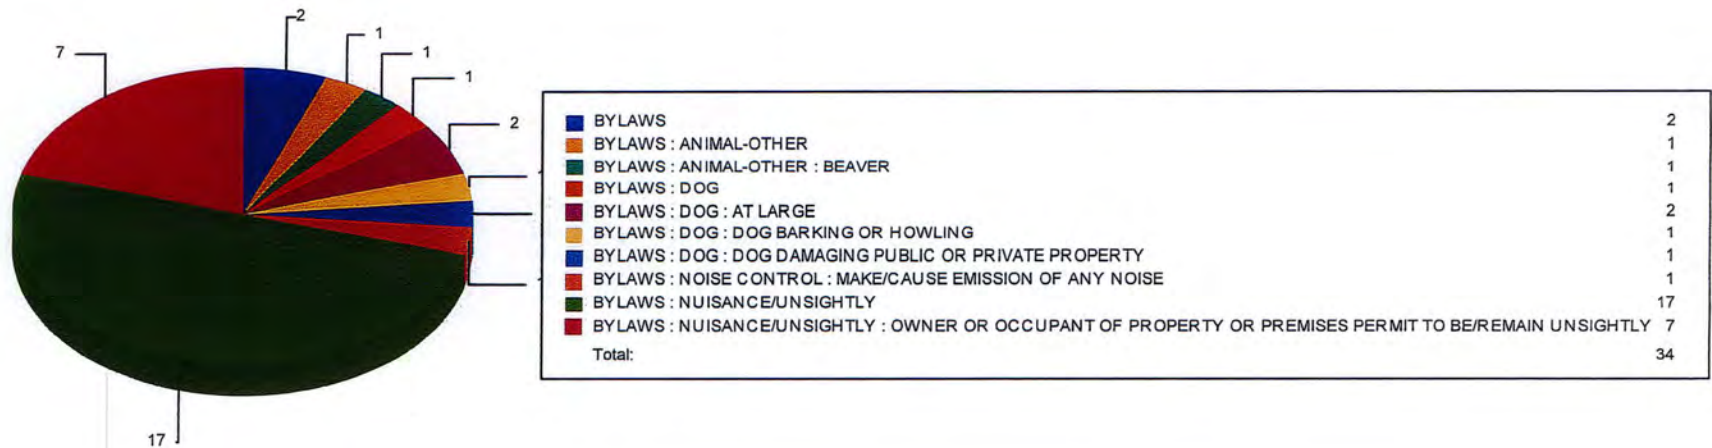 2
1
1
1
2
7
17
BYLAWS 2
BYLAWS : ANIMAL-OTHER 1
BYLAWS : ANIMAL-OTHER : BEAVER 1
BYLAWS : DOG 1
BYLAWS : DOG : AT LARGE 2
BYLAWS : DOG : DOG BARKING OR HOWLING 1
BYLAWS : DOG : DOG DAMAGING PUBLIC OR PRIVATE PROPERTY 1
BYLAWS : NOISE CONTROL : MAKE/CAUSE EMISSION OF ANY NOISE 1
BYLAWS : NUISANCE/UNSIGHTLY 17
BYLAWS : NUISANCE/UNSIGHTLY : OWNER OR OCCUPANT OF PROPERTY OR PREMISES PERMIT TO BE/REMAIN UNSIGHTLY 7
Total: 34